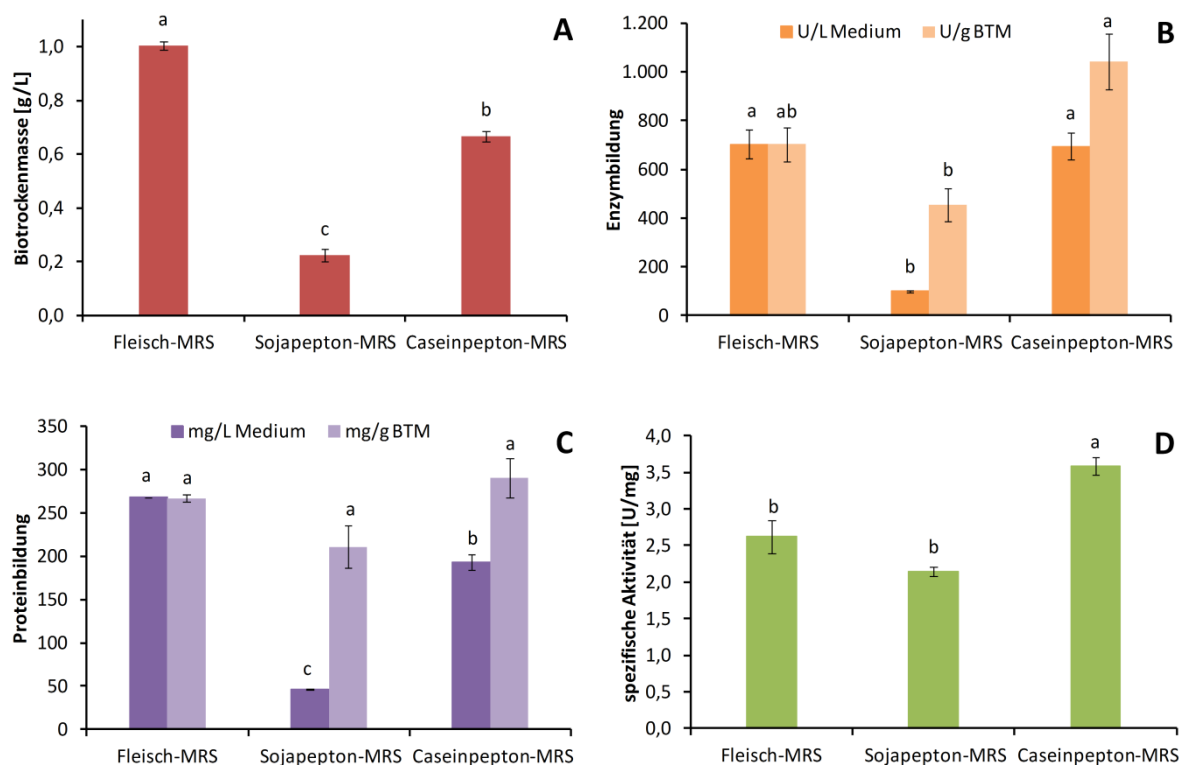 A
Biotrockenmasse [g/L]
1,0
0,8
0,6
0,4
0,2
0,0
a
c
b
Fleisch-MRS Sojapepton-MRS Caseinpepton-MRS
B
U/L Medium U/g BTM
Enzymbildung
1.200
1.000
800
600
400
200
0
a ab
b b
a a
Fleisch-MRS Sojapepton-MRS Caseinpepton-MRS
C
mg/L Medium mg/g BTM
Proteinbildung
350
300
250
200
150
100
50
0
a a
c a
b a
Fleisch-MRS Sojapepton-MRS Caseinpepton-MRS
D
spezifische Aktivität [U/mg]
4,0
3,5
3,0
2,5
2,0
1,5
1,0
0,5
0,0
b
b
a
Fleisch-MRS Sojapepton-MRS Caseinpepton-MRS